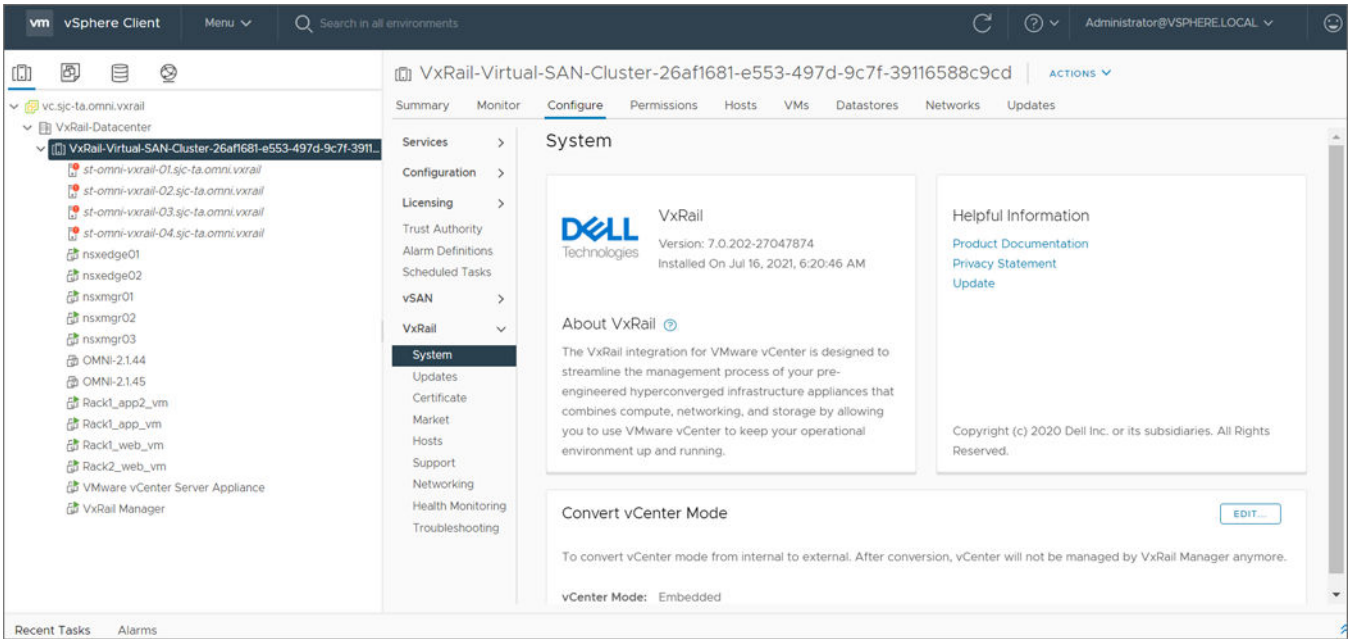 vm vSphere Client Menu Search in all environments Administrator@VSPHERE.LOCAL
vc.sjc-ta.omni.vxrail
VxRail-Datacenter
VxRail-Virtual-SAN-Cluster-26af1681-e553-497d-9c7f-3911...
st-omni-vxrail-01.sjc-ta.omni.vxrail
st-omni-vxrail-02.sjc-ta.omni.vxrail
st-omni-vxrail-03.sjc-ta.omni.vxrail
st-omni-vxrail-04.sjc-ta.omni.vxrail
nsxedge01
nsxedge02
nsxmgr01
nsxmgr02
nsxmgr03
OMNI-2.1.44
OMNI-2.1.45
Rack1_app2_vm
Rack1_app_vm
Rack1_web_vm
Rack2_web_vm
VMware vCenter Server Appliance
VxRail Manager
VxRail-Virtual-SAN-Cluster-26af1681-e553-497d-9c7f-39116588c9cd ACTIONS
Summary Monitor Configure Permissions Hosts VMs Datastores Networks Updates
Services
Configuration
Licensing
Trust Authority
Alarm Definitions
Scheduled Tasks
vSAN
VxRail
System
Updates
Certificate
Market
Hosts
Support
Networking
Health Monitoring
Troubleshooting
System
DELL
Technologies
VxRail
Version: 7.0.202-27047874
Installed On Jul 16, 2021, 6:20:46 AM
About VxRail
The VxRail integration for VMware vCenter is designed to
streamline the management process of your pre-
engineered hyperconverged infrastructure appliances that
combines compute, networking, and storage by allowing
you to use VMware vCenter to keep your operational
environment up and running.
Helpful Information
Product Documentation
Privacy Statement
Update
Copyright (c) 2020 Dell Inc. or its subsidiaries. All Rights
Reserved.
Convert vCenter Mode EDIT...
To convert vCenter mode from internal to external. After conversion, vCenter will not be managed by VxRail Manager anymore.
vCenter Mode: Embedded
Recent Tasks Alarms